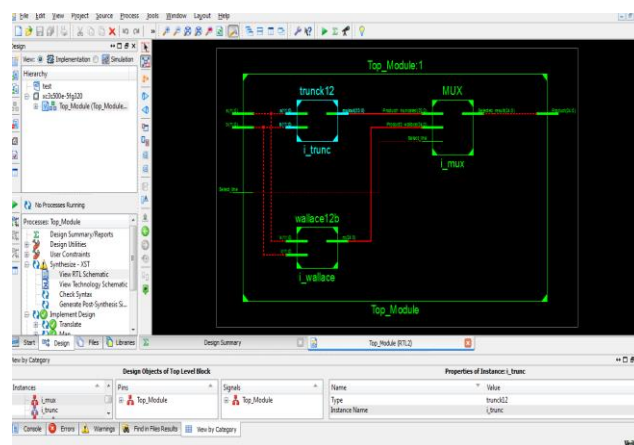 File Edit View Project Source Process Tools Window Layout Help
Design
View: Implementation Simulation
Hierarchy
test
xc3s500e-5fg320
Top_Module (Top_Module...
No Processes Running
Processes: Top_Module
Design Summary/Reports
Design Utilities
User Constraints
Synthesize - XST
View RTL Schematic
View Technology Schematic
Check Syntax
Generate Post-Synthesis Si...
Implement Design
Translate
Map
Start Design Files Libraries
Top_Module:1
trunck12
i_trunc
MUX
i_mux
wallace12b
i_wallace
Top_Module
Design Summary
Top_Module (RTL2)
View by Category
Design Objects of Top Level Block
Properties of Instance: i_trunc
Instances
Pins
Signals
Name
Value
i_mux
i_trunc
Top_Module
Top_Module
Type
trunck12
Instance Name
i_trunc
Console Errors Warnings Find in Files Results View by Category